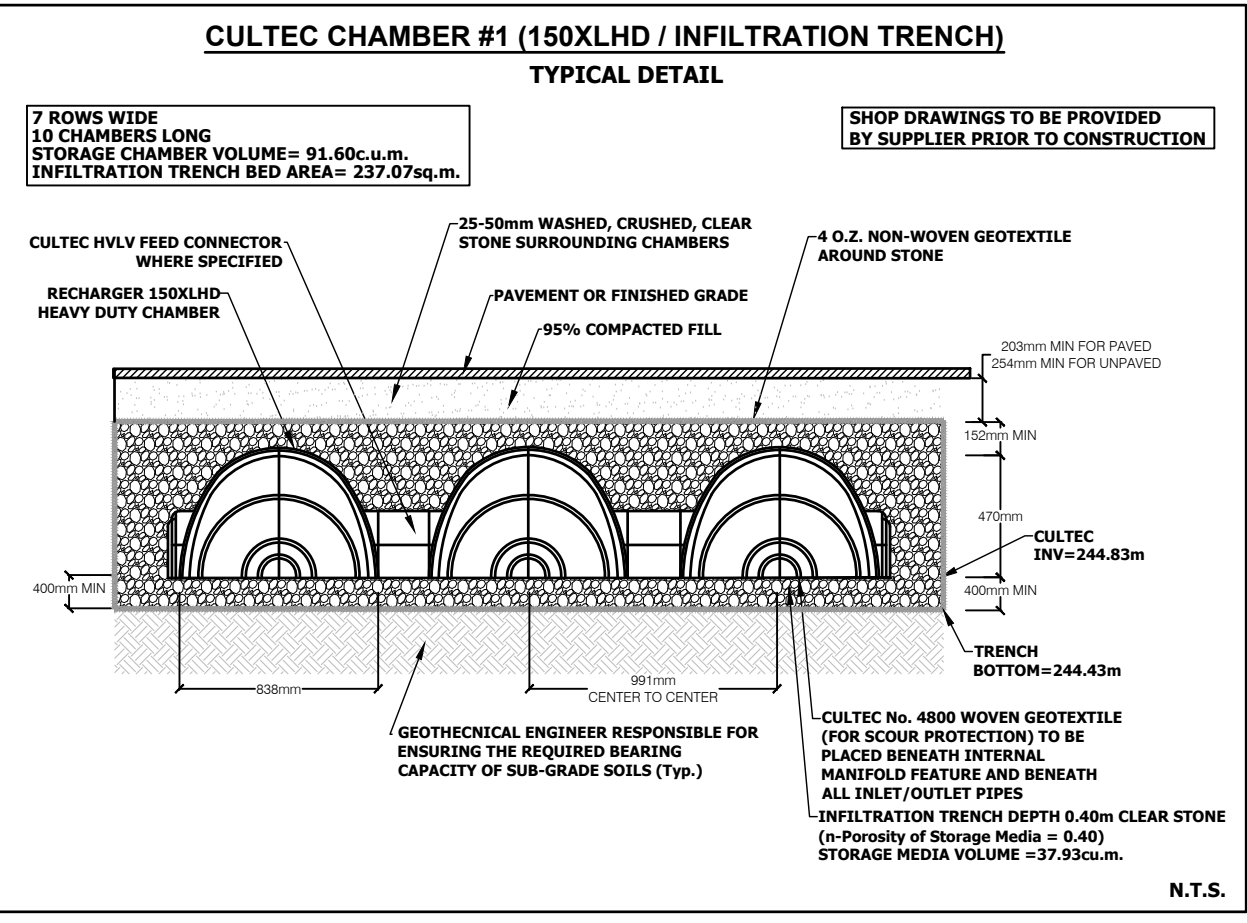 CULTEC CHAMBER #1 (150XLHD / INFILTRATION TRENCH)
TYPICAL DETAIL
7 ROWS WIDE
10 CHAMBERS LONG
STORAGE CHAMBER VOLUME= 91.60c.u.m.
INFILTRATION TRENCH BED AREA= 237.07sq.m.
SHOP DRAWINGS TO BE PROVIDED
BY SUPPLIER PRIOR TO CONSTRUCTION
CULTEC HVLV FEED CONNECTOR
WHERE SPECIFIED
RECHARGER 150XLHD
HEAVY DUTY CHAMBER
25-50mm WASHED, CRUSHED, CLEAR
STONE SURROUNDING CHAMBERS
PAVEMENT OR FINISHED GRADE
95% COMPACTED FILL
4 O.Z. NON-WOVEN GEOTEXTILE
AROUND STONE
203mm MIN FOR PAVED
254mm MIN FOR UNPAVED
152mm MIN
470mm
CULTEC
INV=244.83m
400mm MIN
400mm MIN
TRENCH
BOTTOM=244.43m
838mm
991mm
CENTER TO CENTER
GEOTHECNICAL ENGINEER RESPONSIBLE FOR
ENSURING THE REQUIRED BEARING
CAPACITY OF SUB-GRADE SOILS (Typ.)
CULTEC No. 4800 WOVEN GEOTEXTILE
(FOR SCOUR PROTECTION) TO BE
PLACED BENEATH INTERNAL
MANIFOLD FEATURE AND BENEATH
ALL INLET/OUTLET PIPES
INFILTRATION TRENCH DEPTH 0.40m CLEAR STONE
(n-Porosity of Storage Media = 0.40)
STORAGE MEDIA VOLUME =37.93cu.m.
N.T.S.